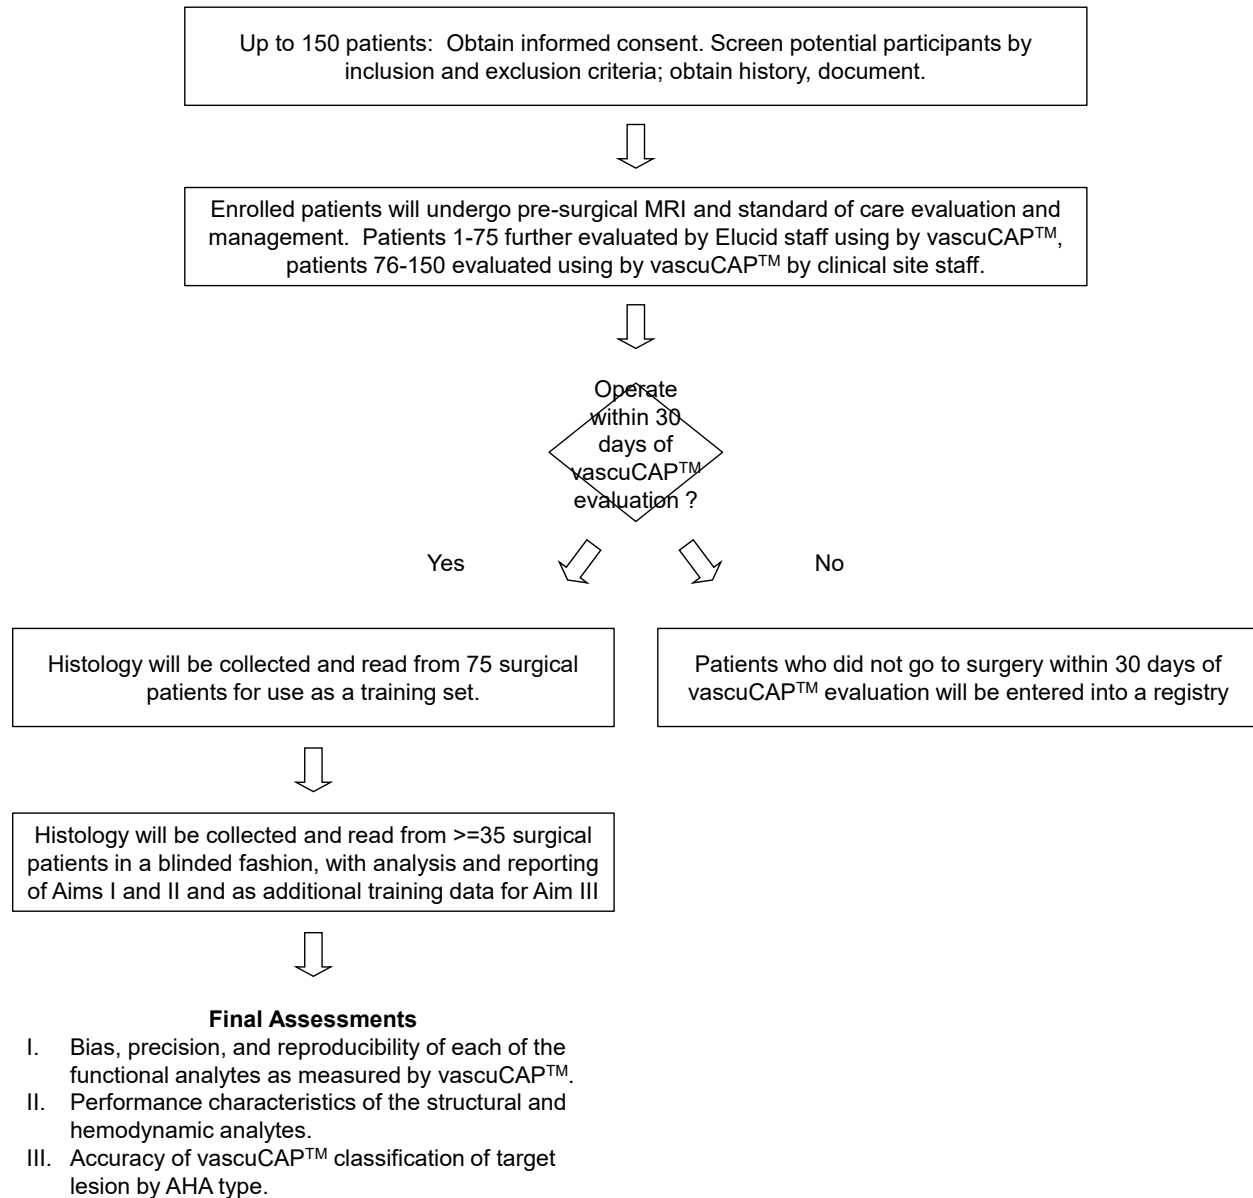 Up to 150 patients:  Obtain informed consent. Screen potential participants by
inclusion and exclusion criteria; obtain history, document.
Enrolled patients will undergo pre-surgical MRI and standard of care evaluation and
management.  Patients 1-75 further evaluated by Elucid staff using by vascuCAP™,
patients 76-150 evaluated using by vascuCAP™ by clinical site staff.
Operate
within 30
days of
vascuCAP™
evaluation ?
Yes
No
Histology will be collected and read from 75 surgical
patients for use as a training set.
Patients who did not go to surgery within 30 days of
vascuCAP™ evaluation will be entered into a registry
Histology will be collected and read from >=35 surgical
patients in a blinded fashion, with analysis and reporting
of Aims I and II and as additional training data for Aim III
Final Assessments
I. Bias, precision, and reproducibility of each of the
functional analytes as measured by vascuCAP™.
II. Performance characteristics of the structural and
hemodynamic analytes.
III. Accuracy of vascuCAP™ classification of target
lesion by AHA type.